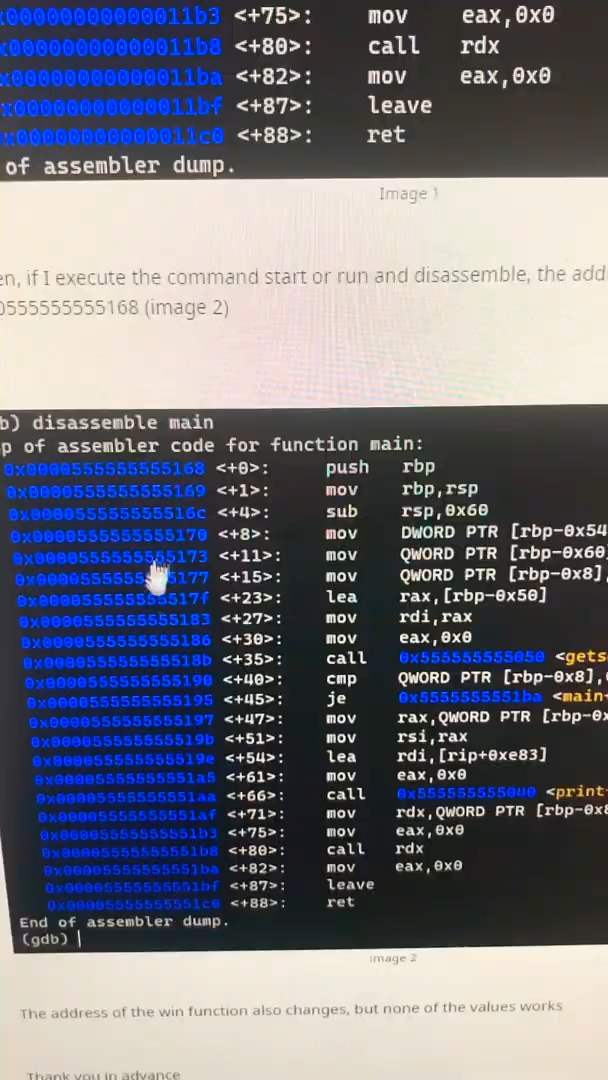 x00000000000011b3 <+75>: mov eax,0x0
x00000000000011b8 <+80>: call rdx
x00000000000011ba <+82>: mov eax,0x0
x00000000000011bf <+87>: leave
x00000000000011c0 <+88>: ret
of assembler dump.
Image 1
en, if I execute the command start or run and disassemble, the add
0555555555168 (image 2)
b) disassemble main
p of assembler code for function main:
0x0000555555555168 <+0>: push rbp
0x0000555555555169 <+1>: mov rbp,rsp
0x000055555555516c <+4>: sub rsp,0x60
0x0000555555555170 <+8>: mov DWORD PTR [rbp-0x54
0x0000555555555173 <+11>: mov QWORD PTR [rbp-0x60
5177 <+15>: mov QWORD PTR [rbp-0x8],
0x000055555555517f <+23>: lea rax,[rbp-0x50]
0x0000555555555183 <+27>: mov rdi,rax
0x0000555555555186 <+30>: mov eax,0x0
0x000055555555518b <+35>: call 0x555555555050 <gets
0x0000555555555190 <+40>: cmp QWORD PTR [rbp-0x8],
0x0000555555555195 <+45>: je 0x5555555551ba <main
0x0000555555555197 <+47>: mov rax,QWORD PTR [rbp-0x
0x000055555555519b <+51>: mov rsi,rax
0x000055555555519e <+54>: lea rdi,[rip+0xe83]
0x00005555555551a5 <+61>: mov eax,0x0
0x00005555555551aa <+66>: call 0x555555555040 <print
0x00005555555551af <+71>: mov rdx,QWORD PTR [rbp-0x8
0x00005555555551b3 <+75>: mov eax,0x0
0x00005555555551b8 <+80>: call rdx
0x00005555555551ba <+82>: mov eax,0x0
0x00005555555551bf <+87>: leave
0x00005555555551c0 <+88>: ret
End of assembler dump.
(gdb)
image 2
The address of the win function also changes, but none of the values works
Thank you in advance